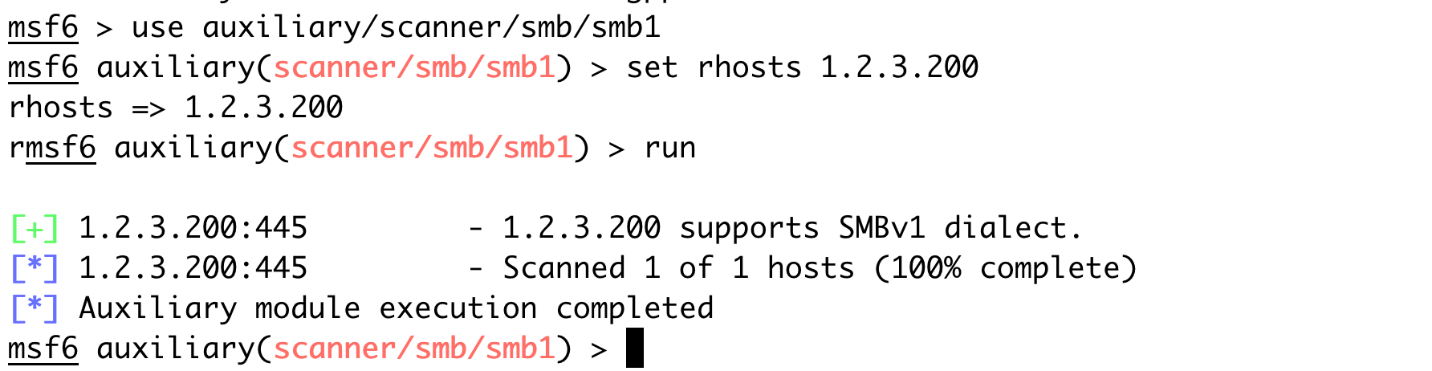 msf6 > use auxiliary/scanner/smb/smb1
msf6 auxiliary(scanner/smb/smb1) > set rhosts 1.2.3.200
rhosts => 1.2.3.200
rmsf6 auxiliary(scanner/smb/smb1) > run
[+] 1.2.3.200:445         - 1.2.3.200 supports SMBv1 dialect.
[*] 1.2.3.200:445         - Scanned 1 of 1 hosts (100% complete)
[*] Auxiliary module execution completed
msf6 auxiliary(scanner/smb/smb1) >